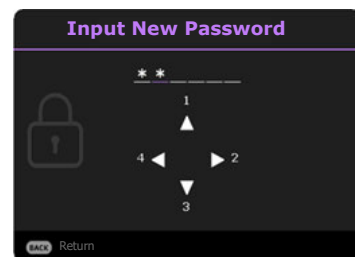 Input New Password
* * _ _ _ _
1
4 2
3
BACK Return